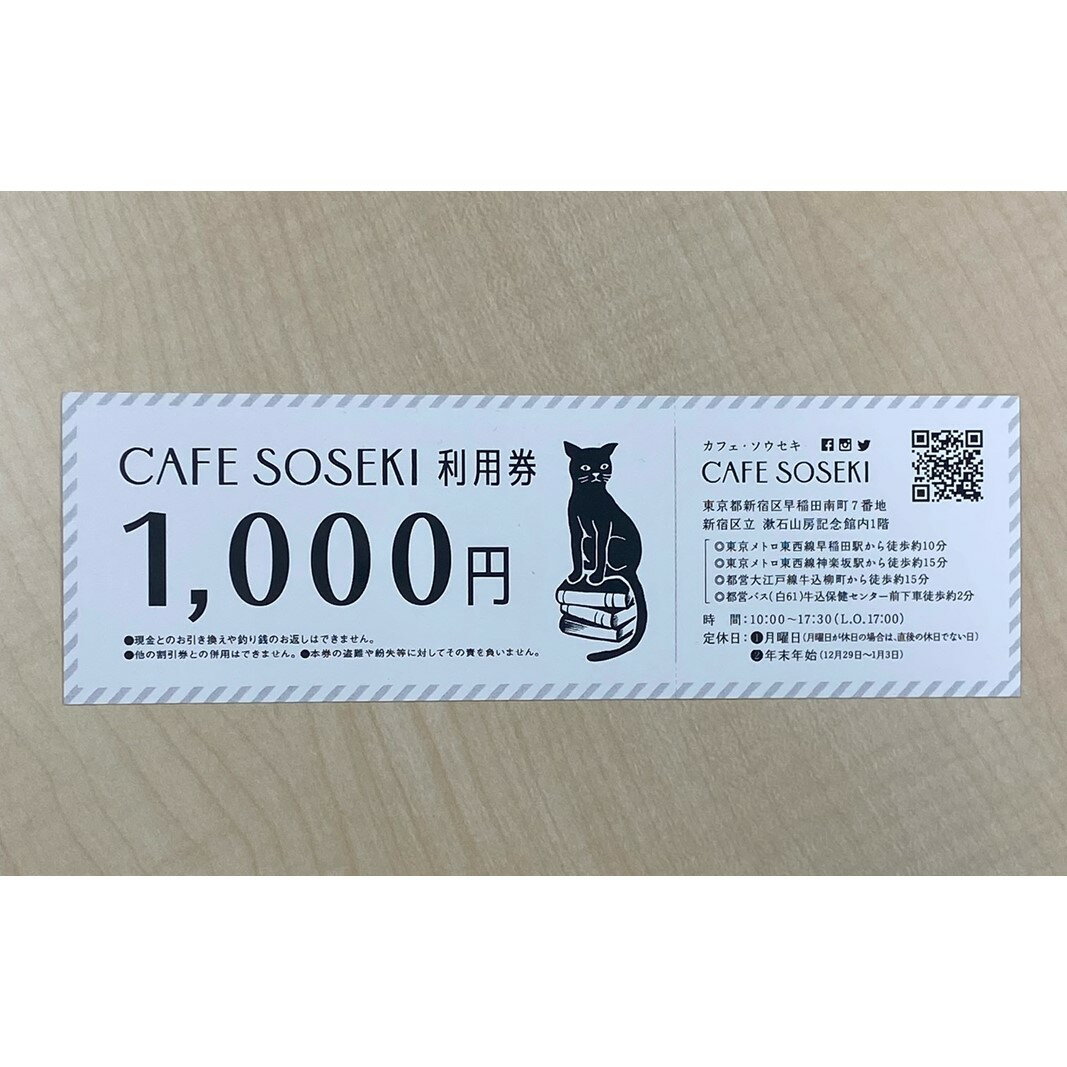 CAFE SOSEKI 利用券
1,000円
●現金とのお引き換えや釣り銭のお返しはできません。
●他の割引券との併用はできません。●本券の盗難や紛失等に対してその責を負いません。
カフェ・ソウセキ
CAFE SOSEKI
東京都新宿区早稲田南町7番地
新宿区立 漱石山房記念館内1階
◎東京メトロ東西線早稲田駅から徒歩約10分
◎東京メトロ東西線神楽坂駅から徒歩約15分
◎都営大江戸線牛込柳町から徒歩約15分
◎都営バス(白61)牛込保健センター前下車徒歩約2分
時 間:10:00〜17:30(L.O.17:00)
定休日:❶月曜日(月曜日が休日の場合は、直後の休日でない日)
❷年末年始(12月29日〜1月3日)